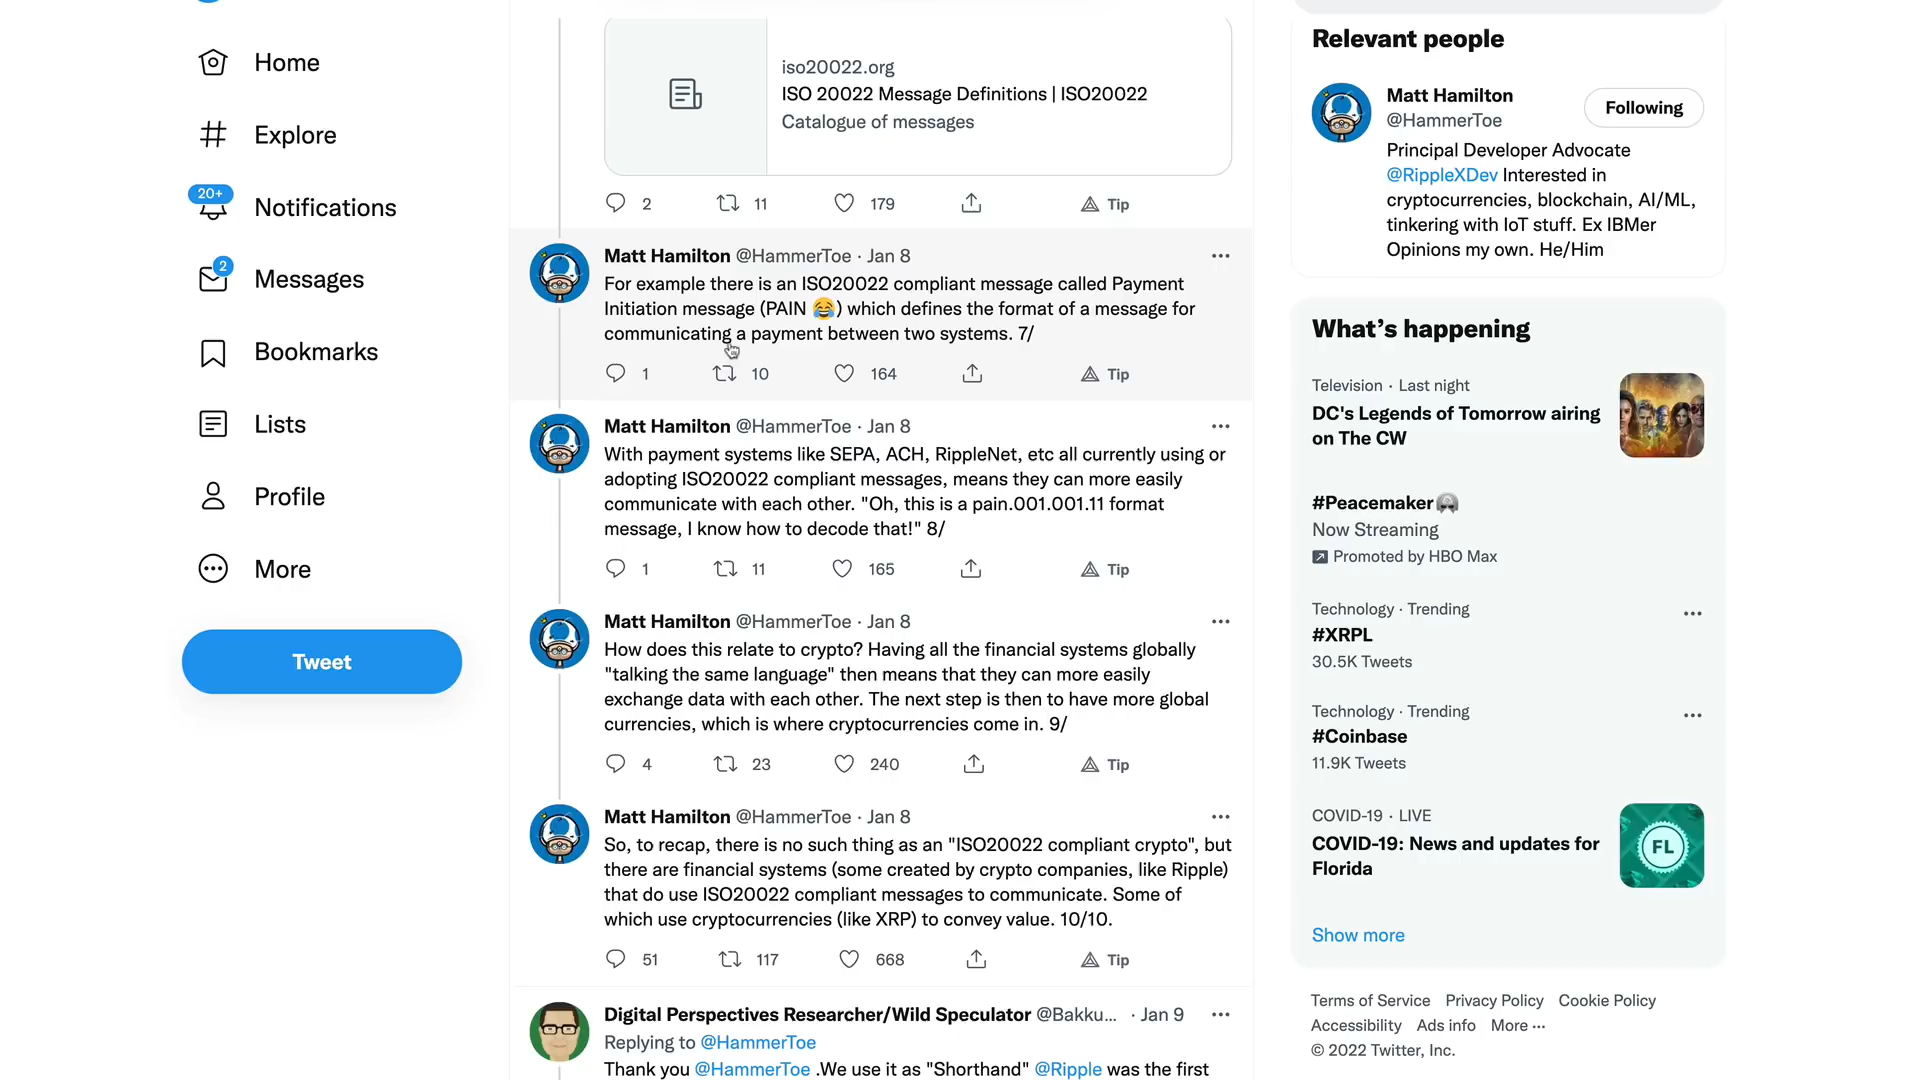 Home
Explore
20+
Notifications
2
Messages
Bookmarks
Lists
Profile
More
Tweet
iso20022.org
ISO 20022 Message Definitions | ISO20022
Catalogue of messages
2 11 179 Tip
Matt Hamilton @HammerToe · Jan 8
For example there is an ISO20022 compliant message called Payment
Initiation message (PAIN 😂) which defines the format of a message for
communicating a payment between two systems. 7/
1 10 164 Tip
Matt Hamilton @HammerToe · Jan 8
With payment systems like SEPA, ACH, RippleNet, etc all currently using or
adopting ISO20022 compliant messages, means they can more easily
communicate with each other. "Oh, this is a pain.001.001.11 format
message, I know how to decode that!" 8/
1 11 165 Tip
Matt Hamilton @HammerToe · Jan 8
How does this relate to crypto? Having all the financial systems globally
"talking the same language" then means that they can more easily
exchange data with each other. The next step is then to have more global
currencies, which is where cryptocurrencies come in. 9/
4 23 240 Tip
Matt Hamilton @HammerToe · Jan 8
So, to recap, there is no such thing as an "ISO20022 compliant crypto", but
there are financial systems (some created by crypto companies, like Ripple)
that do use ISO20022 compliant messages to communicate. Some of
which use cryptocurrencies (like XRP) to convey value. 10/10.
51 117 668 Tip
Digital Perspectives Researcher/Wild Speculator @Bakku... · Jan 9
Replying to @HammerToe
Thank you @HammerToe .We use it as "Shorthand" @Ripple was the first
Relevant people
Matt Hamilton
@HammerToe
Following
Principal Developer Advocate
@RippleXDev Interested in
cryptocurrencies, blockchain, AI/ML,
tinkering with IoT stuff. Ex IBMer
Opinions my own. He/Him
What's happening
Television · Last night
DC's Legends of Tomorrow airing
on The CW
#Peacemaker
Now Streaming
Promoted by HBO Max
Technology · Trending
#XRPL
30.5K Tweets
Technology · Trending
#Coinbase
11.9K Tweets
COVID-19 · LIVE
COVID-19: News and updates for
Florida
FL
Show more
Terms of Service Privacy Policy Cookie Policy
Accessibility Ads info More ···
© 2022 Twitter, Inc.